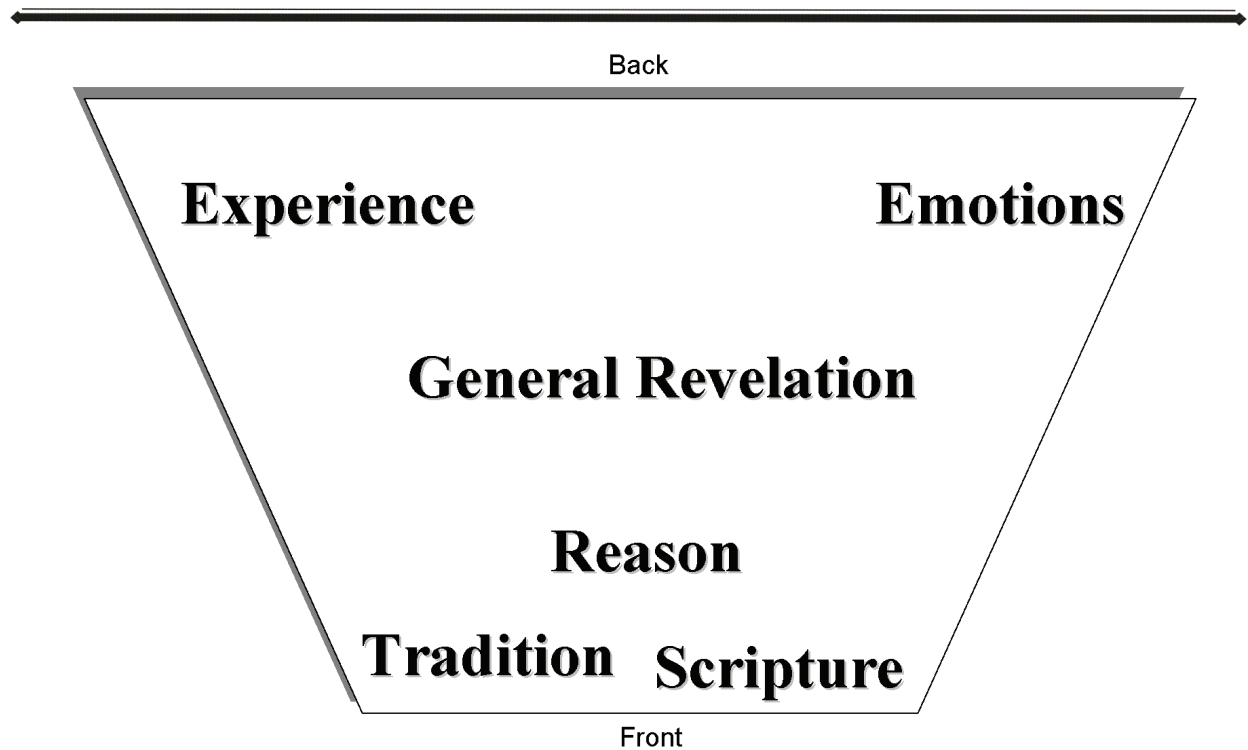 Back
Experience
Emotions
General Revelation
Reason
Tradition
Scripture
Front